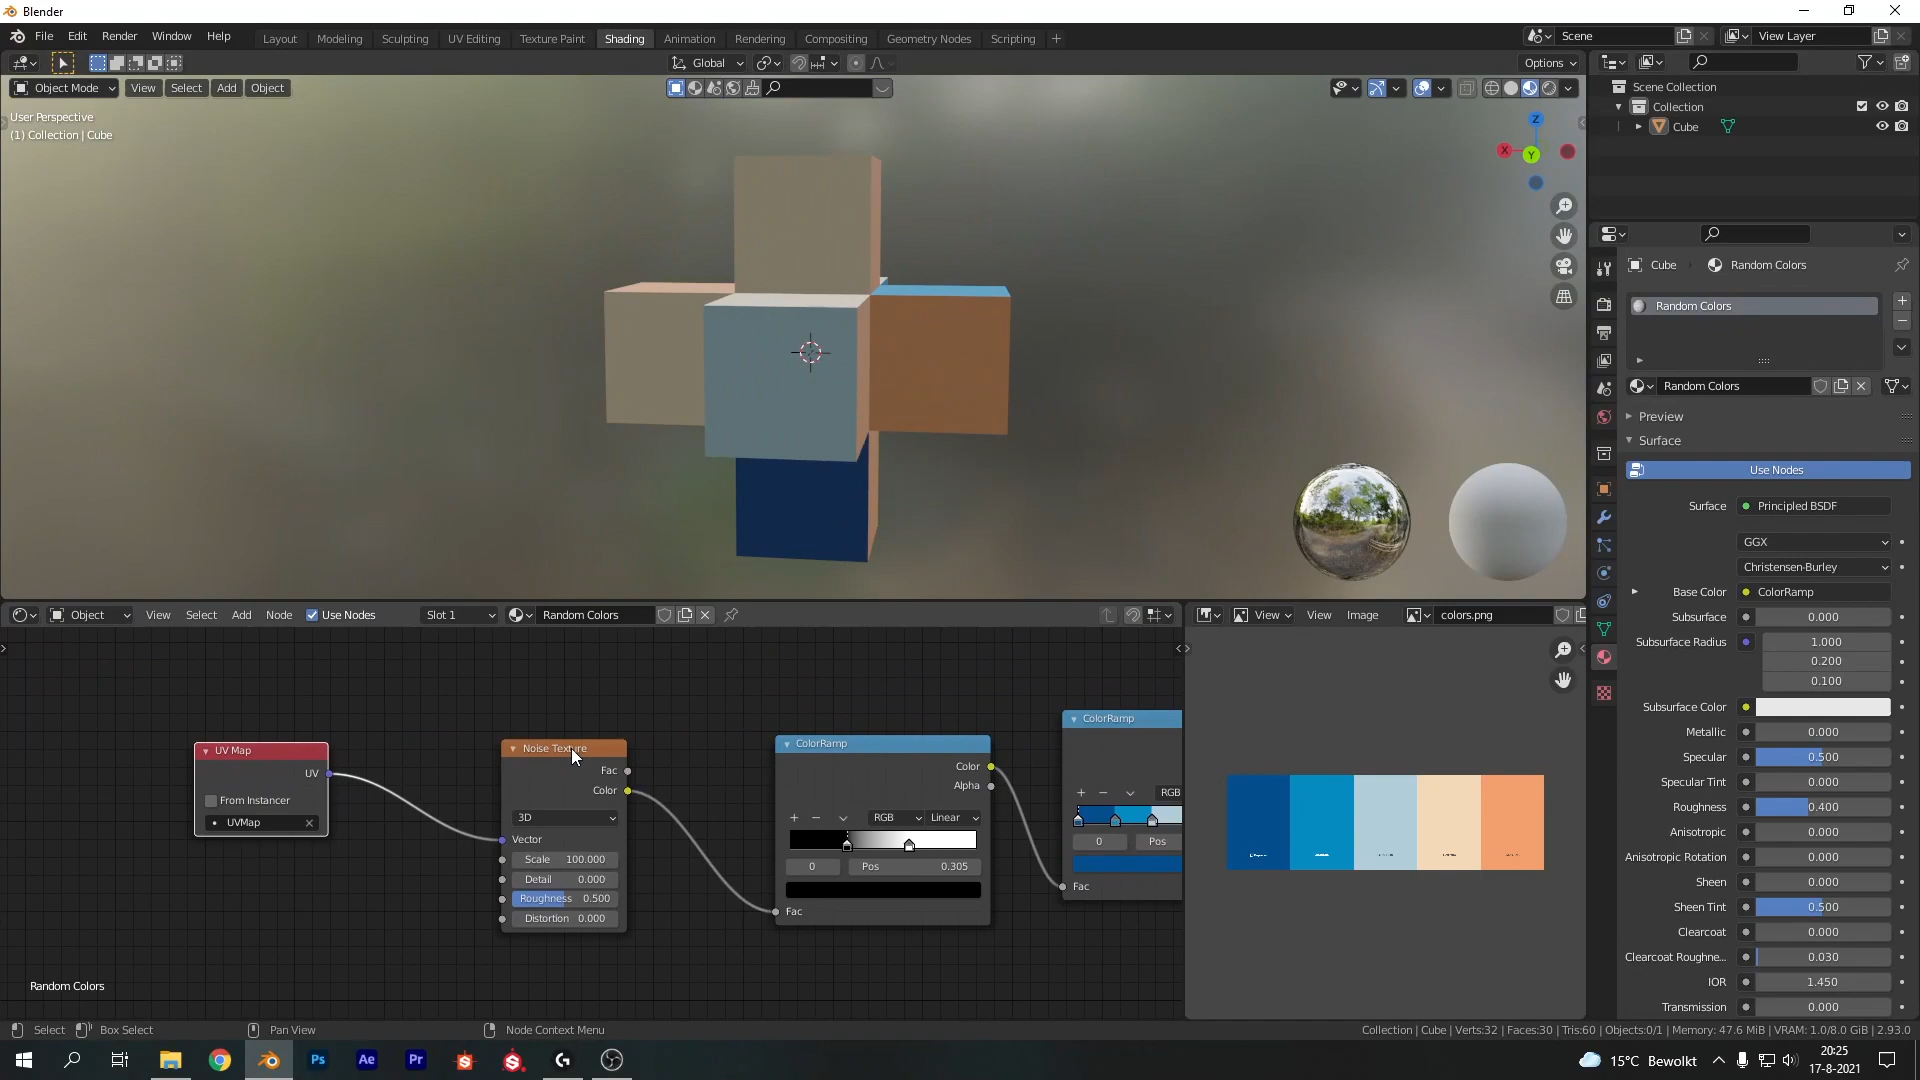 Blender
File Edit Render Window Help
Layout Modeling Sculpting UV Editing Texture Paint Shading Animation Rendering Compositing Geometry Nodes Scripting +
Scene
View Layer
Global
Options
Object Mode View Select Add Object
User Perspective
(1) Collection | Cube
Z
X
Y
Scene Collection
Collection
Cube
Cube Random Colors
Random Colors
Random Colors
Preview
Surface
Use Nodes
Surface Principled BSDF
GGX
Christensen-Burley
Base Color ColorRamp
Subsurface 0.000
Subsurface Radius 1.000
0.200
0.100
Subsurface Color
Metallic 0.000
Specular 0.500
Specular Tint 0.000
Roughness 0.400
Anisotropic 0.000
Anisotropic Rotation 0.000
Sheen 0.000
Sheen Tint 0.500
Clearcoat 0.000
Clearcoat Roughne... 0.030
IOR 1.450
Transmission 0.000
Object View Select Add Node Use Nodes Slot 1 Random Colors
View View Image colors.png
UV Map
UV
From Instancer
UVMap
Noise Texture
Fac
Color
3D
Vector
Scale 100.000
Detail 0.000
Roughness 0.500
Distortion 0.000
ColorRamp
Color
Alpha
RGB Linear
0 Pos 0.305
Fac
ColorRamp
RGB
0 Pos
Fac
Random Colors
Select Box Select Pan View Node Context Menu
Collection | Cube | Verts:32 | Faces:30 | Tris:60 | Objects:0/1 | Memory: 47.6 MiB | VRAM: 1.0/8.0 GiB | 2.93.0
Ps Ae Pr
15°C Bewolkt
20:25
17-8-2021